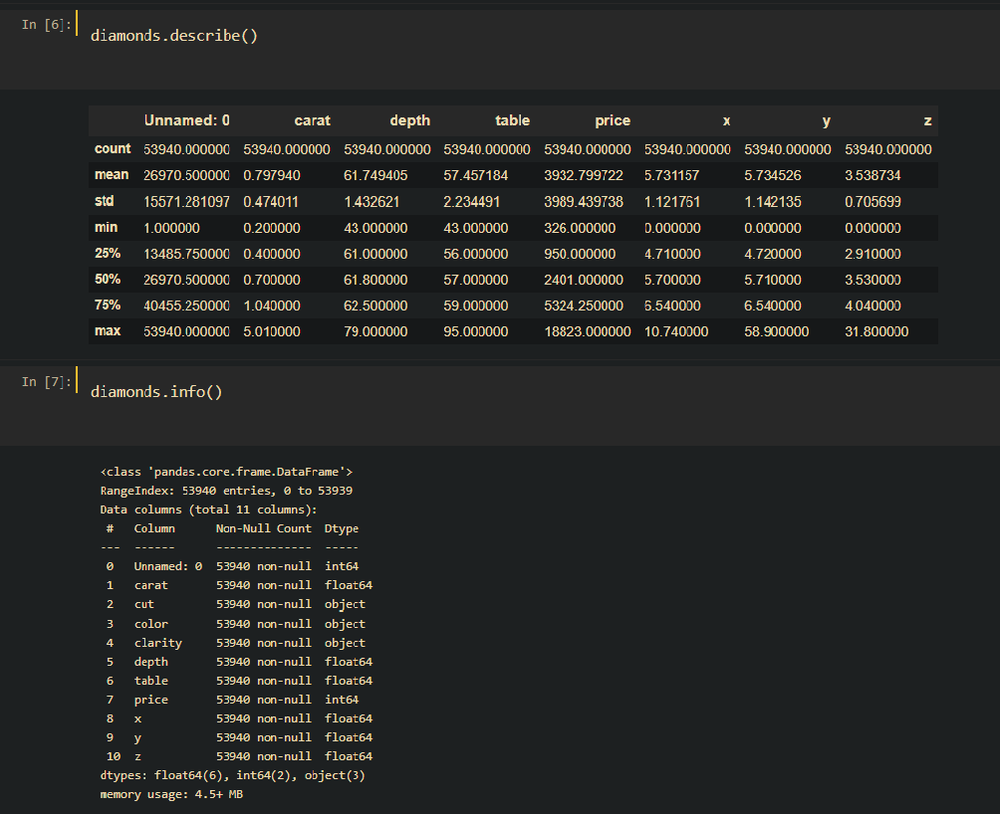 In [6]:
diamonds.describe()
Unnamed: 0 carat depth table price x y z
count 53940.000000 53940.000000 53940.000000 53940.000000 53940.000000 53940.000000 53940.000000 53940.000000
mean 26970.500000 0.797940 61.749405 57.457184 3932.799722 5.731157 5.734526 3.538734
std 15571.281097 0.474011 1.432621 2.234491 3989.439738 1.121761 1.142135 0.705699
min 1.000000 0.200000 43.000000 43.000000 326.000000 0.000000 0.000000 0.000000
25% 13485.750000 0.400000 61.000000 56.000000 950.000000 4.710000 4.720000 2.910000
50% 26970.500000 0.700000 61.800000 57.000000 2401.000000 5.700000 5.710000 3.530000
75% 40455.250000 1.040000 62.500000 59.000000 5324.250000 6.540000 6.540000 4.040000
max 53940.000000 5.010000 79.000000 95.000000 18823.000000 10.740000 58.900000 31.800000
In [7]:
diamonds.info()
<class 'pandas.core.frame.DataFrame'>
RangeIndex: 53940 entries, 0 to 53939
Data columns (total 11 columns):
# Column Non-Null Count Dtype
--- ------ -------------- -----
0 Unnamed: 0 53940 non-null int64
1 carat 53940 non-null float64
2 cut 53940 non-null object
3 color 53940 non-null object
4 clarity 53940 non-null object
5 depth 53940 non-null float64
6 table 53940 non-null float64
7 price 53940 non-null int64
8 x 53940 non-null float64
9 y 53940 non-null float64
10 z 53940 non-null float64
dtypes: float64(6), int64(2), object(3)
memory usage: 4.5+ MB